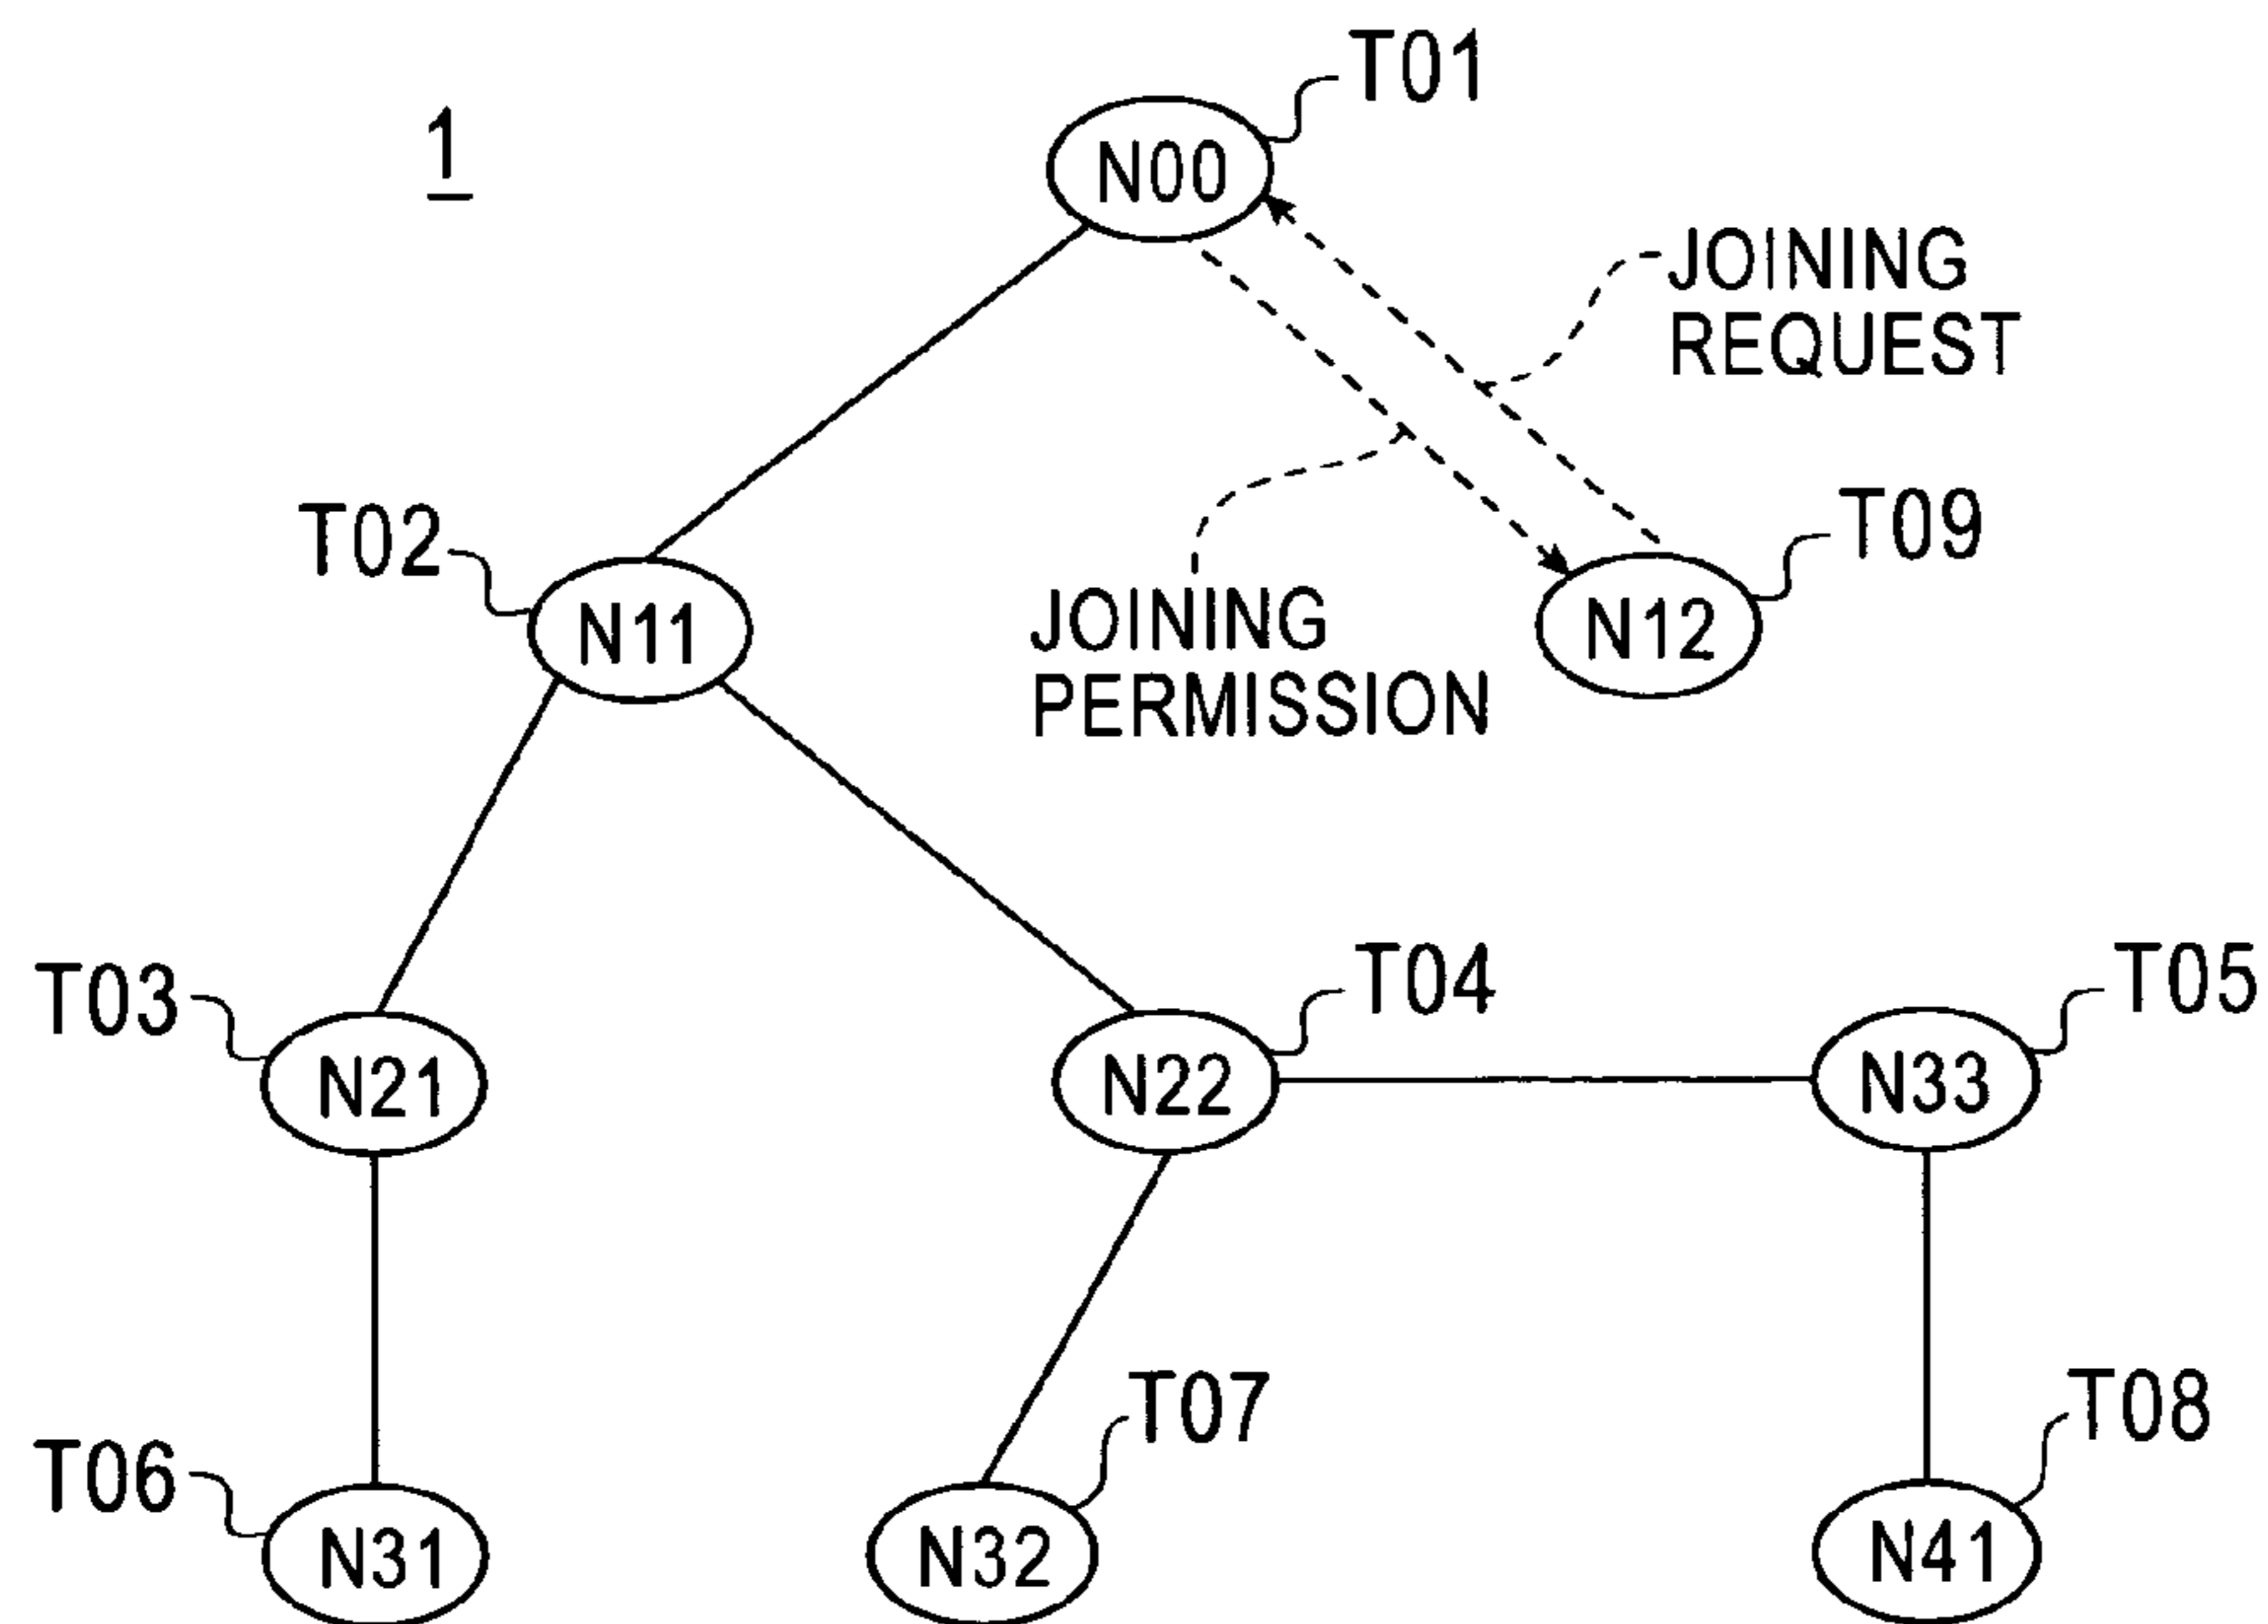 1
T01
N00
JOINING
REQUEST
T02
T09
N11
JOINING
PERMISSION
N12
T03
T04
T05
N21
N22
N33
T06
T07
T08
N31
N32
N41